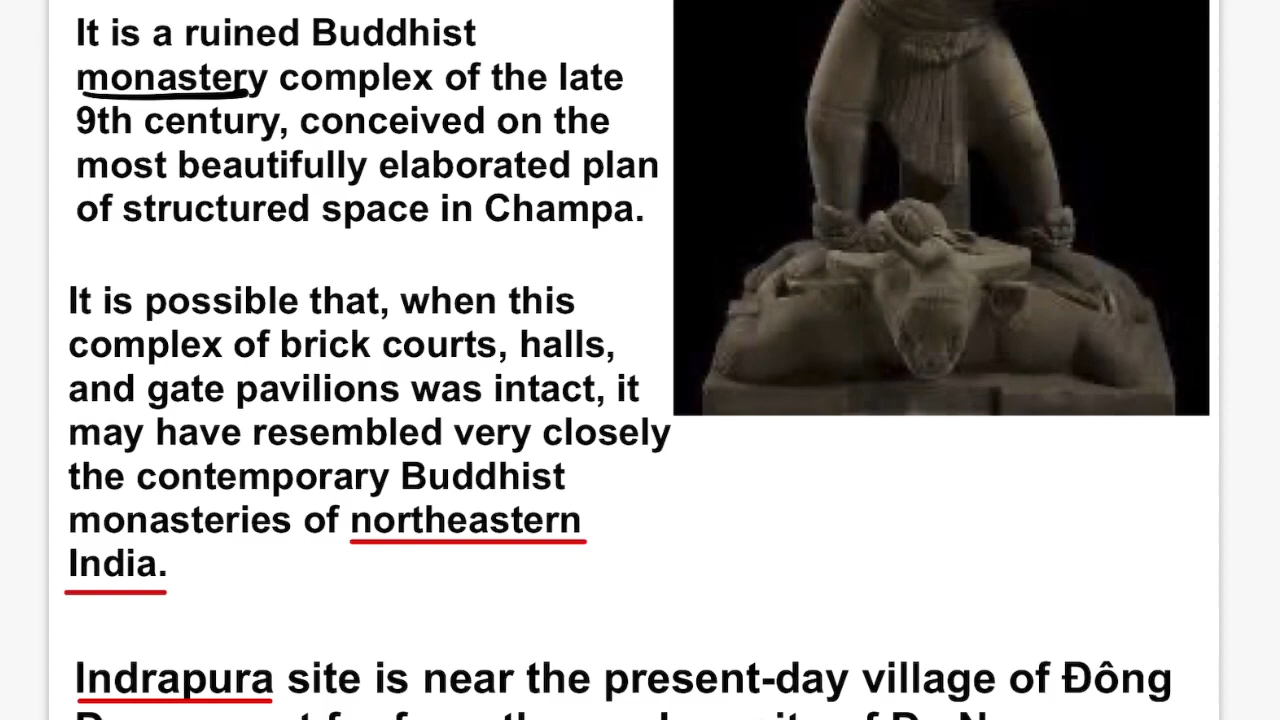 It is a ruined Buddhist
monastery complex of the late
9th century, conceived on the
most beautifully elaborated plan
of structured space in Champa.
It is possible that, when this
complex of brick courts, halls,
and gate pavilions was intact, it
may have resembled very closely
the contemporary Buddhist
monasteries of northeastern
India.
Indrapura site is near the present-day village of Đông